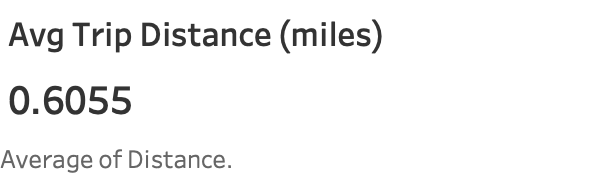 Avg Trip Distance (miles)
0.6055
Average of Distance.